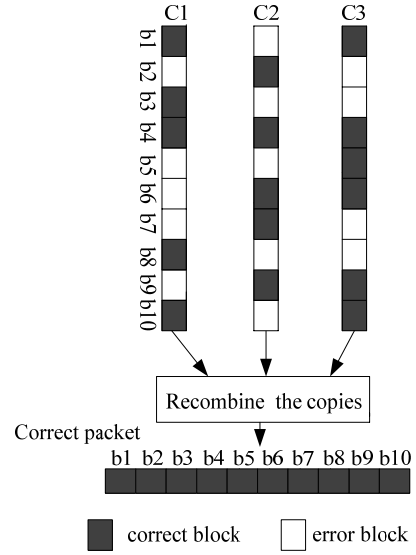 C1 C2 C3
b1
b2
b3
b4
b5
b6
b7
b8
b9
b10
Recombine the copies
Correct packet
b1 b2 b3 b4 b5 b6 b7 b8 b9 b10
correct block error block